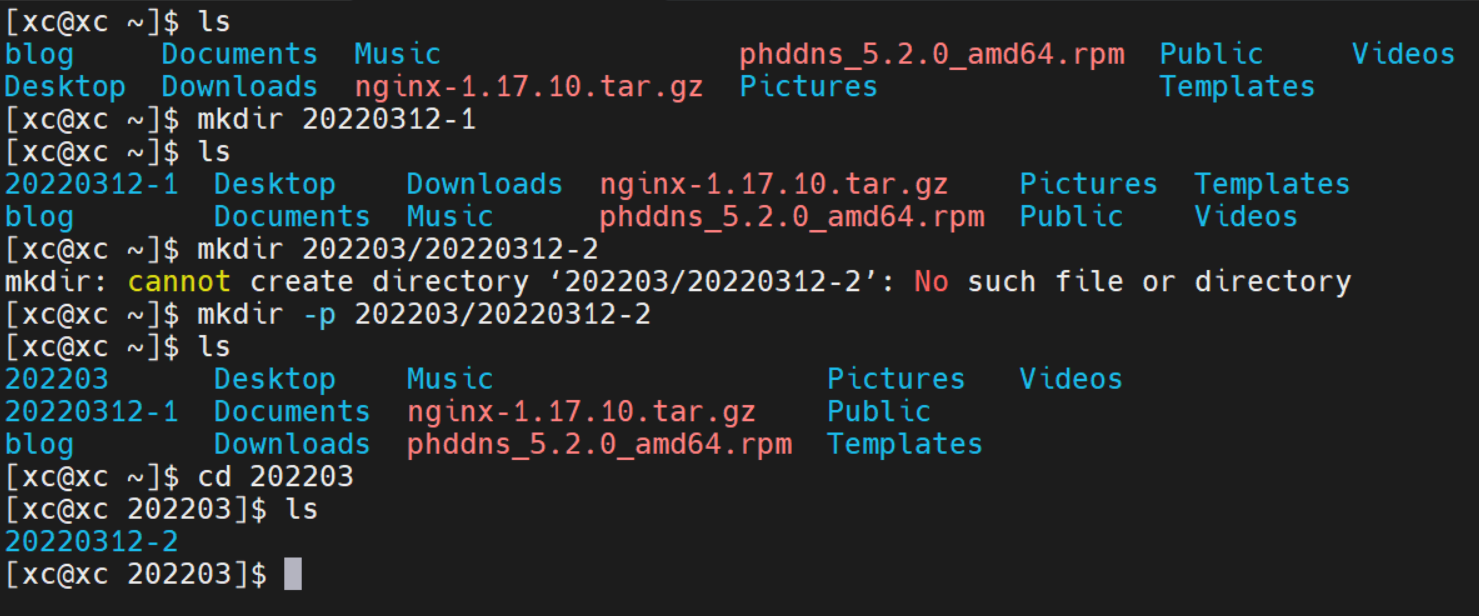 [xc@xc ~]$ ls
blog     Documents  Music                 phddns_5.2.0_amd64.rpm  Public     Videos
Desktop  Downloads  nginx-1.17.10.tar.gz  Pictures                Templates
[xc@xc ~]$ mkdir 20220312-1
[xc@xc ~]$ ls
20220312-1  Desktop    Downloads  nginx-1.17.10.tar.gz    Pictures  Templates
blog        Documents  Music      phddns_5.2.0_amd64.rpm  Public    Videos
[xc@xc ~]$ mkdir 202203/20220312-2
mkdir: cannot create directory ‘202203/20220312-2’: No such file or directory
[xc@xc ~]$ mkdir -p 202203/20220312-2
[xc@xc ~]$ ls
202203      Desktop    Music                   Pictures   Videos
20220312-1  Documents  nginx-1.17.10.tar.gz    Public
blog        Downloads  phddns_5.2.0_amd64.rpm  Templates
[xc@xc ~]$ cd 202203
[xc@xc 202203]$ ls
20220312-2
[xc@xc 202203]$